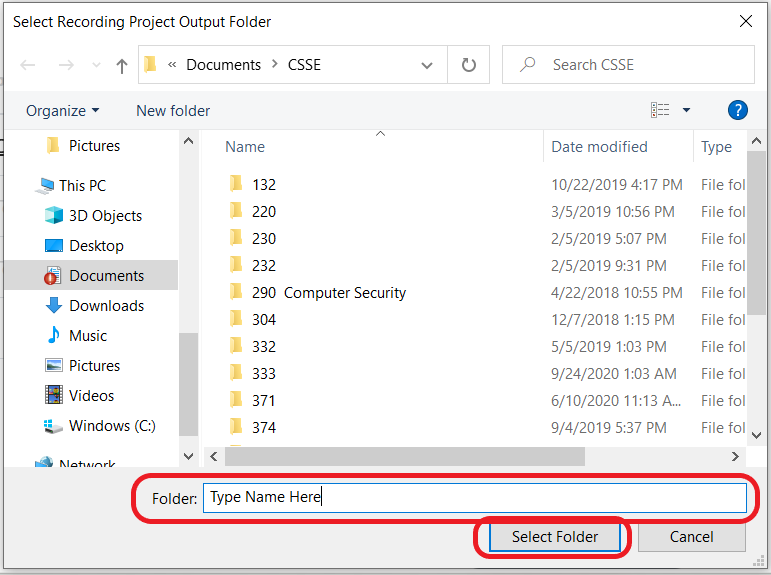 Select Recording Project Output Folder
« Documents > CSSE
Search CSSE
Organize
New folder
?
Pictures
This PC
3D Objects
Desktop
Documents
Downloads
Music
Pictures
Videos
Windows (C:)
Network
Name Date modified Type
132 10/22/2019 4:17 PM File fol
220 3/5/2019 10:56 PM File fol
230 2/5/2019 5:07 PM File fol
232 2/5/2019 9:31 PM File fol
290 Computer Security 4/22/2018 10:55 PM File fol
304 12/7/2018 1:15 PM File fol
332 5/5/2019 1:03 PM File fol
333 9/24/2020 1:03 AM File fol
371 6/10/2020 11:13 A... File fol
374 9/4/2019 5:37 PM File fol
Folder: Type Name Here
Select Folder Cancel